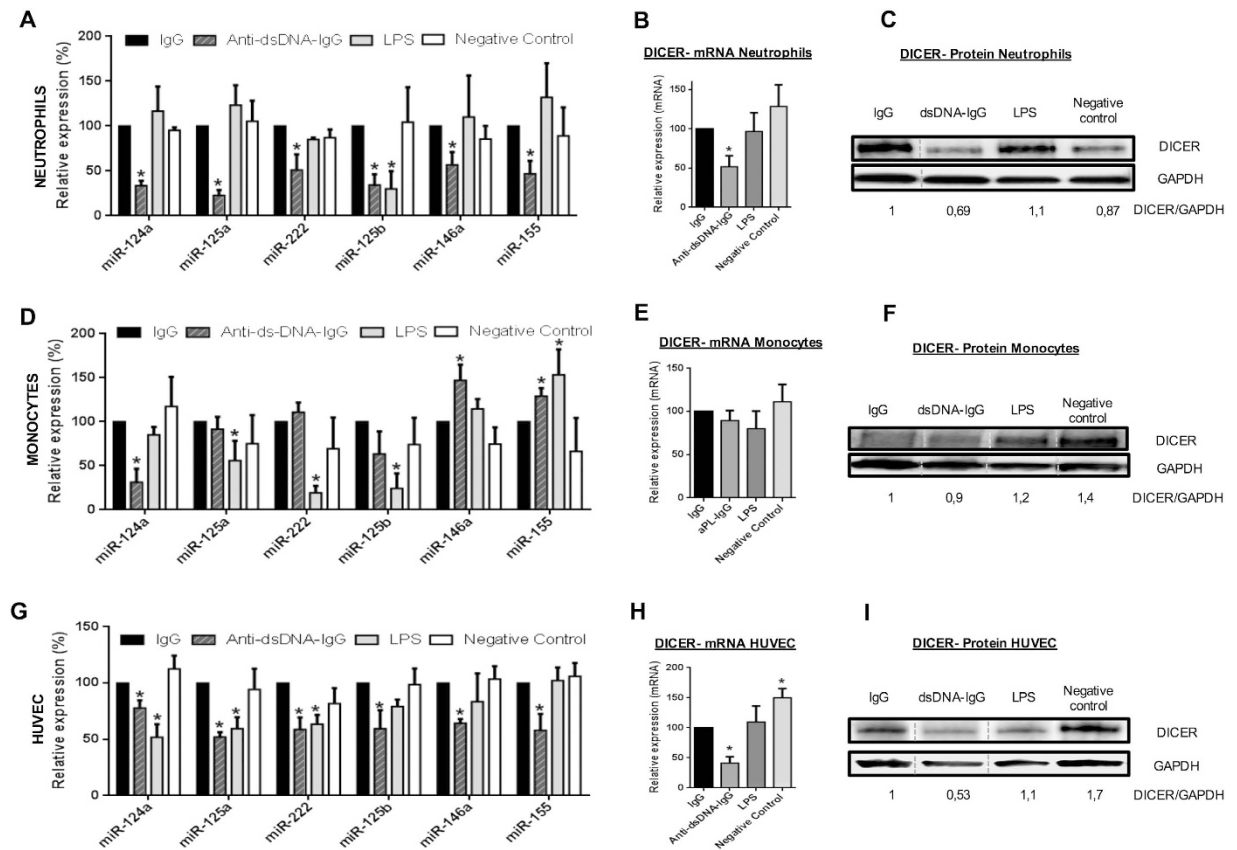 A
NEUTROPHILS
Relative expression (%)
200
150
100
50
0
IgG Anti-dsDNA-IgG LPS Negative Control
* * * * * * *
miR-124a miR-125a miR-222 miR-125b miR-146a miR-155
B
DICER- mRNA Neutrophils
Relative expression (mRNA)
200
150
100
50
0
*
IgG Anti-dsDNA-IgG LPS Negative Control
C
DICER- Protein Neutrophils
IgG dsDNA-IgG LPS Negative
control
DICER
GAPDH
1 0,69 1,1 0,87 DICER/GAPDH
D
MONOCYTES
Relative expression (%)
200
150
100
50
0
IgG Anti-ds-DNA-IgG LPS Negative Control
* * * * * * *
miR-124a miR-125a miR-222 miR-125b miR-146a miR-155
E
DICER- mRNA Monocytes
Relative expression (mRNA)
200
150
100
50
0
IgG aPL-IgG LPS Negative Control
F
DICER- Protein Monocytes
IgG dsDNA-IgG LPS Negative
control
DICER
GAPDH
1 0,9 1,2 1,4 DICER/GAPDH
G
HUVEC
Relative expression (%)
150
100
50
0
IgG Anti-dsDNA-IgG LPS Negative Control
* * * * * * * * *
miR-124a miR-125a miR-222 miR-125b miR-146a miR-155
H
DICER- mRNA HUVEC
Relative expression (mRNA)
200
150
100
50
0
* *
IgG Anti-dsDNA-IgG LPS Negative Control
I
DICER- Protein HUVEC
IgG dsDNA-IgG LPS Negative
control
DICER
GAPDH
1 0,53 1,1 1,7 DICER/GAPDH